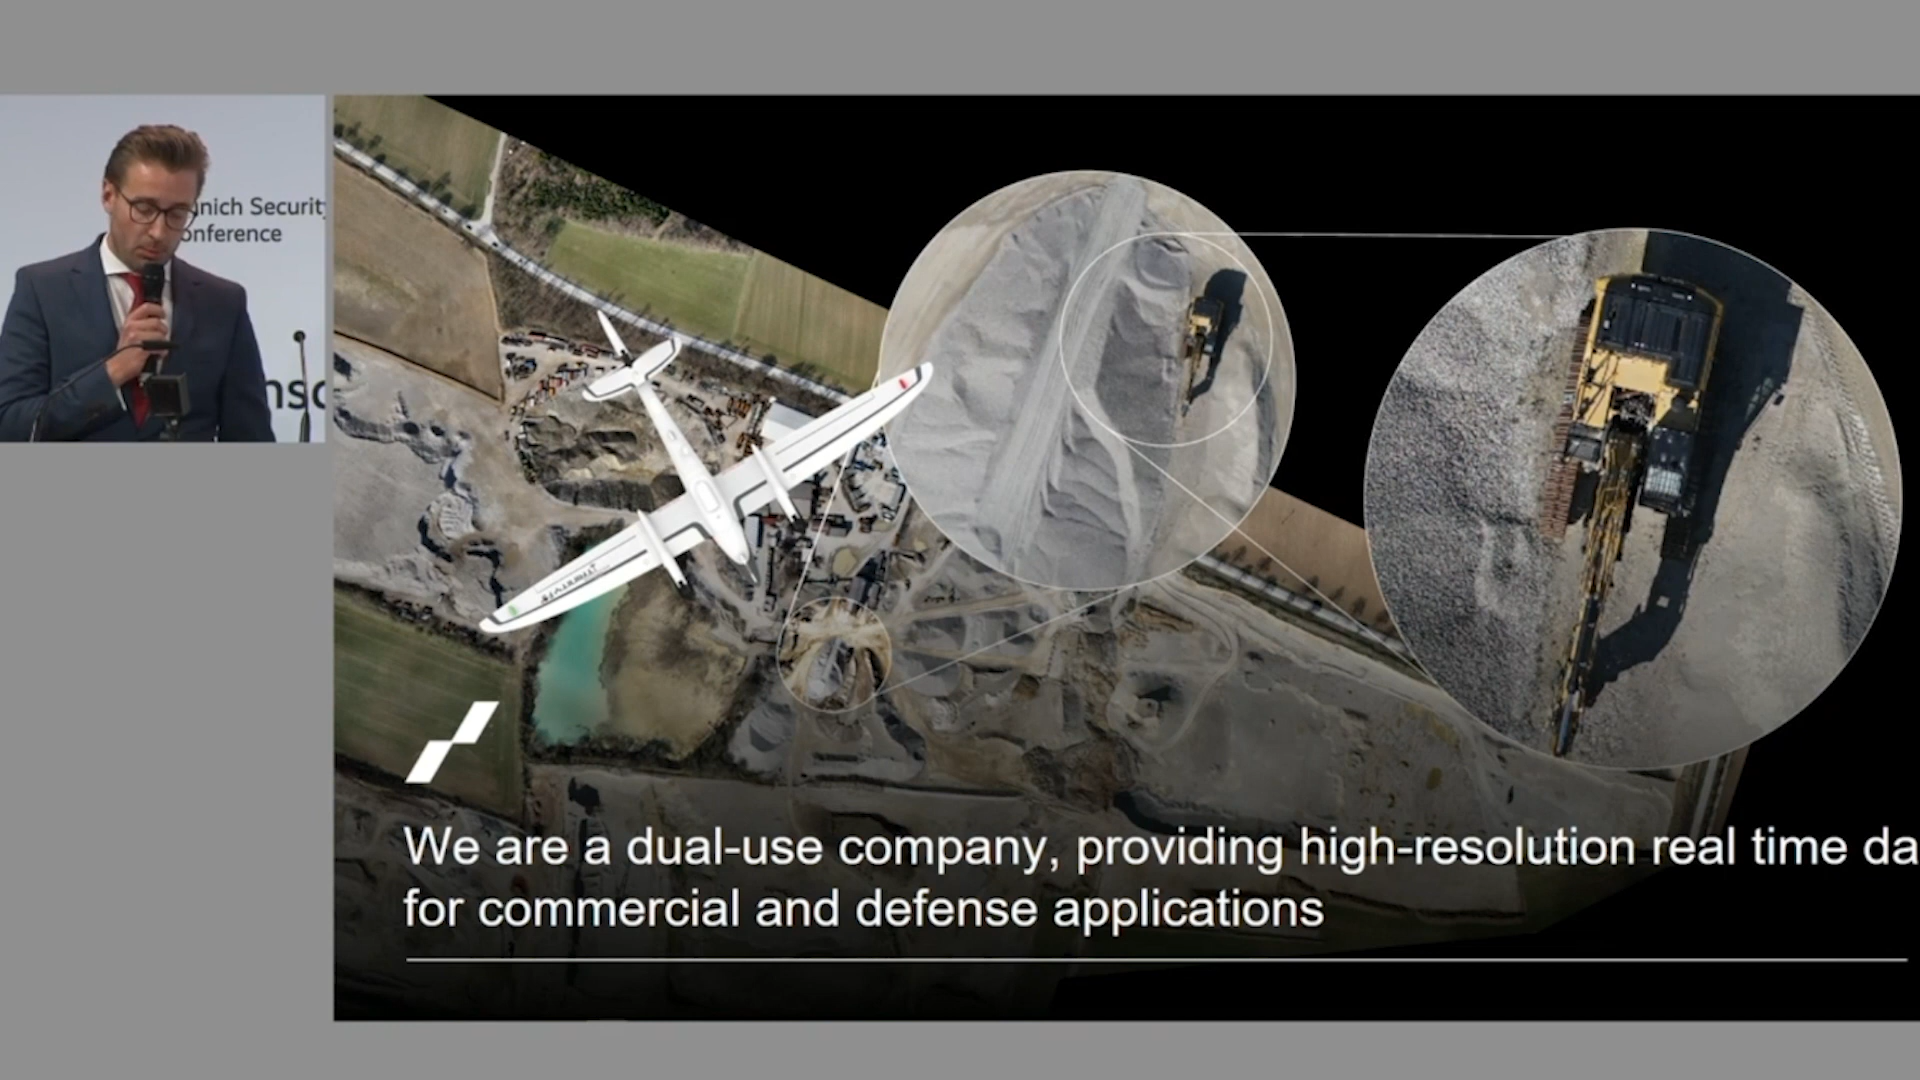 nich Security
onference
nsc
We are a dual-use company, providing high-resolution real time da
for commercial and defense applications